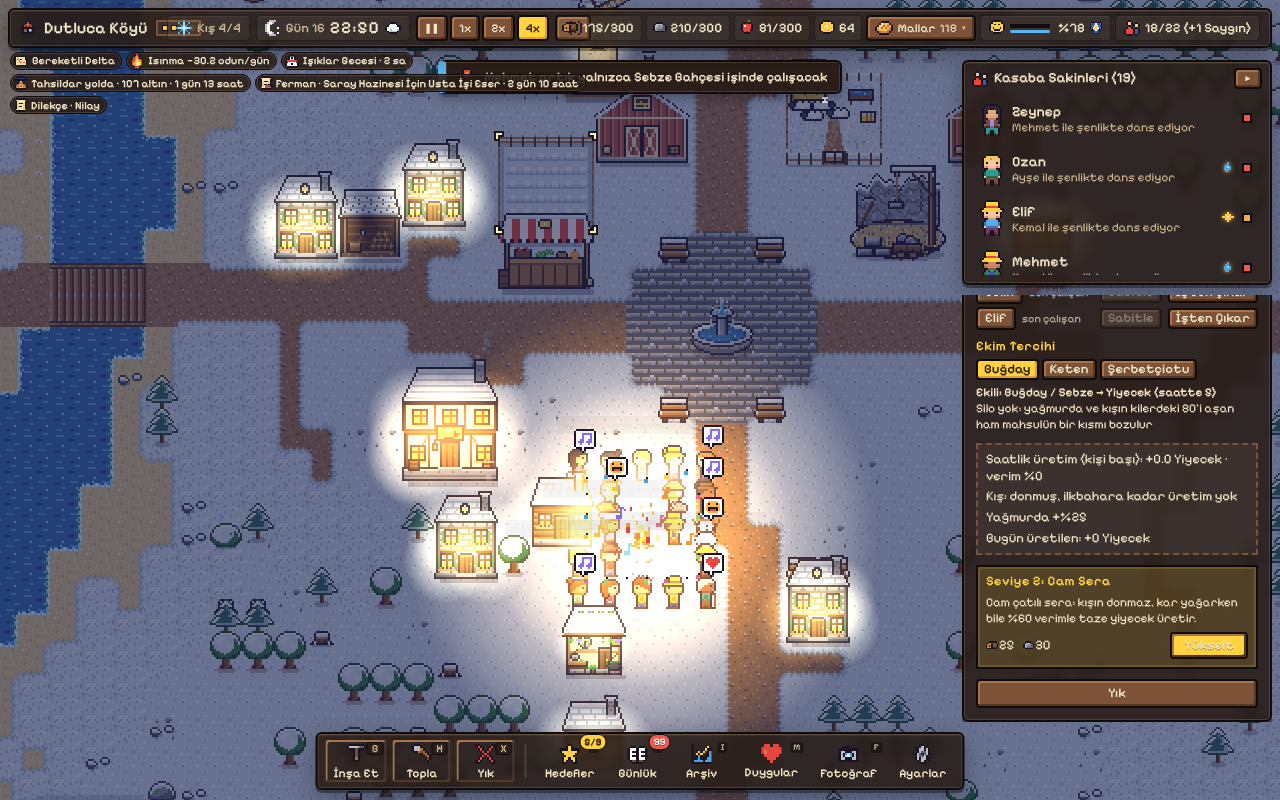 Dutluca Köyü
Kış 4/4
Gün 16 22:20
1x
2x
4x
118/300
210/300
81/300
64
Mallar 118
%78
18/22 (+1 Saygın)
Bereketli Delta
Isınma -30.2 odun/gün
Işıklar Gecesi · 2 sa
Tahsildar yolda · 107 altın · 1 gün 13 saat
Ferman · Saray Hazinesi İçin Usta İşi Eser · 2 gün 10 saat
Dilekçe · Nilay
yalnızca Sebze Bahçesi işinde çalışacak
Kasaba Sakinleri (19)
Zeynep
Mehmet ile şenlikte dans ediyor
Ozan
Ayşe ile şenlikte dans ediyor
Elif
Kemal ile şenlikte dans ediyor
Mehmet
Elif
son çalışan
Sabitle
İşten Çıkar
Ekim Tercihi
Buğday
Keten
Şerbetçiotu
Ekili: Buğday / Sebze → Yiyecek (saatte 2)
Silo yok: yağmurda ve kışın kilerdeki 80'i aşan
ham mahsulün bir kısmı bozulur
Saatlik üretim (kişi başı): +0.0 Yiyecek ·
verim %0
Kış: donmuş, ilkbahara kadar üretim yok
Yağmurda +%25
Bugün üretilen: +0 Yiyecek
Seviye 2: Cam Sera
Cam çatılı sera: kışın donmaz, kar yağarken
bile %60 verimle taze yiyecek üretir.
25
30
Yükselt
Yık
B
İnşa Et
H
Topla
X
Yık
Hedefler
99
Günlük
I
Arşiv
M
Duygular
F
Fotoğraf
Ayarlar